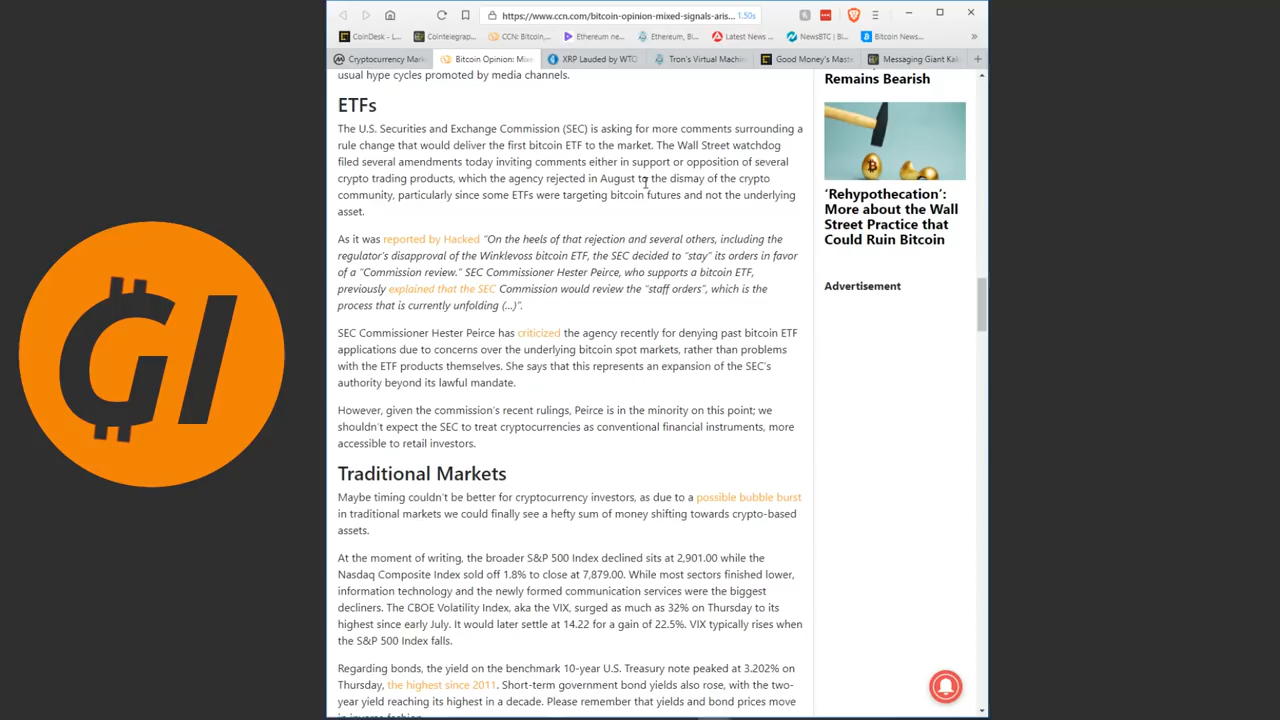 https://www.ccn.com/bitcoin-opinion-mixed-signals-aris...
1.50s
CoinDesk - L...
Cointelegrap...
CCN: Bitcoin,...
Ethereum ne...
Ethereum, Bi...
Latest News ...
NewsBTC | Bi...
Bitcoin News...
»
Cryptocurrency Mark
Bitcoin Opinion: Mixe
XRP Lauded by WTO
Tron's Virtual Machin
Good Money's Maste
Messaging Giant Kak
usual hype cycles promoted by media channels.
ETFs
The U.S. Securities and Exchange Commission (SEC) is asking for more comments surrounding a
rule change that would deliver the first bitcoin ETF to the market. The Wall Street watchdog
filed several amendments today inviting comments either in support or opposition of several
crypto trading products, which the agency rejected in August to the dismay of the crypto
community, particularly since some ETFs were targeting bitcoin futures and not the underlying
asset.
As it was reported by Hacked “On the heels of that rejection and several others, including the
regulator’s disapproval of the Winklevoss bitcoin ETF, the SEC decided to “stay” its orders in favor
of a “Commission review.” SEC Commissioner Hester Peirce, who supports a bitcoin ETF,
previously explained that the SEC Commission would review the “staff orders”, which is the
process that is currently unfolding (…)”.
SEC Commissioner Hester Peirce has criticized the agency recently for denying past bitcoin ETF
applications due to concerns over the underlying bitcoin spot markets, rather than problems
with the ETF products themselves. She says that this represents an expansion of the SEC’s
authority beyond its lawful mandate.
However, given the commission’s recent rulings, Peirce is in the minority on this point; we
shouldn’t expect the SEC to treat cryptocurrencies as conventional financial instruments, more
accessible to retail investors.
Traditional Markets
Maybe timing couldn’t be better for cryptocurrency investors, as due to a possible bubble burst
in traditional markets we could finally see a hefty sum of money shifting towards crypto-based
assets.
At the moment of writing, the broader S&P 500 Index declined sits at 2,901.00 while the
Nasdaq Composite Index sold off 1.8% to close at 7,879.00. While most sectors finished lower,
information technology and the newly formed communication services were the biggest
decliners. The CBOE Volatility Index, aka the VIX, surged as much as 32% on Thursday to its
highest since early July. It would later settle at 14.22 for a gain of 22.5%. VIX typically rises when
the S&P 500 Index falls.
Regarding bonds, the yield on the benchmark 10-year U.S. Treasury note peaked at 3.202% on
Thursday, the highest since 2011. Short-term government bond yields also rose, with the two-
year yield reaching its highest in a decade. Please remember that yields and bond prices move
Remains Bearish
‘Rehypothecation’:
More about the Wall
Street Practice that
Could Ruin Bitcoin
Advertisement
GI